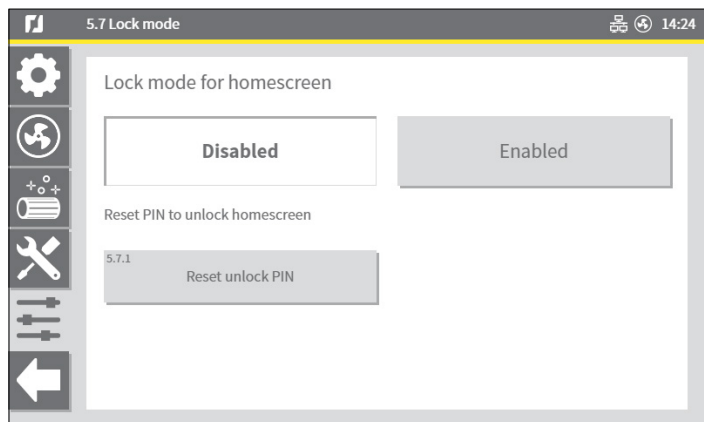 5.7 Lock mode
14:24
Lock mode for homescreen
Disabled
Enabled
Reset PIN to unlock homescreen
5.7.1
Reset unlock PIN